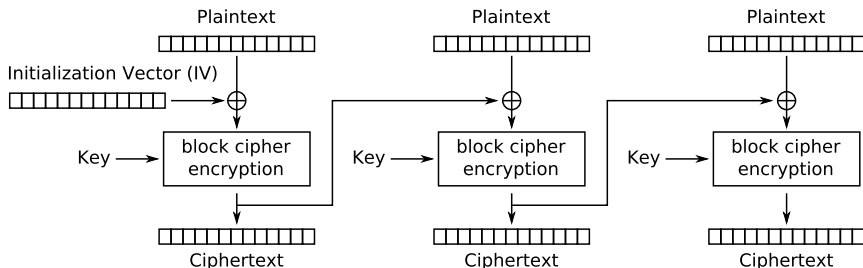 Plaintext
Plaintext
Plaintext
Initialization Vector (IV)
Key
block cipher
encryption
Key
block cipher
encryption
Key
block cipher
encryption
Ciphertext
Ciphertext
Ciphertext